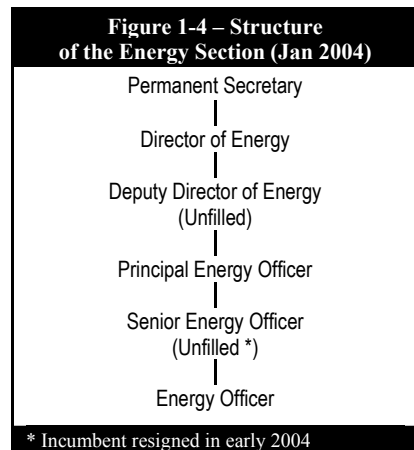 Figure 1-4 – Structure
of the Energy Section (Jan 2004)
Permanent Secretary
Director of Energy
Deputy Director of Energy
(Unfilled)
Principal Energy Officer
Senior Energy Officer
(Unfilled *)
Energy Officer
* Incumbent resigned in early 2004